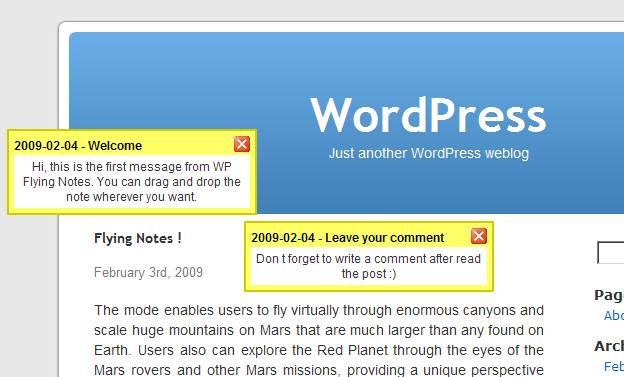 WordPress
Just another WordPress weblog
2009-02-04 - Welcome
Hi, this is the first message from WP
Flying Notes. You can drag and drop the
note wherever you want.
2009-02-04 - Leave your comment
Don t forget to write a comment after read
the post :)
Flying Notes !
February 3rd, 2009
The mode enables users to fly virtually through enormous canyons and
scale huge mountains on Mars that are much larger than any found on
Earth. Users also can explore the Red Planet through the eyes of the
Mars rovers and other Mars missions, providing a unique perspective
Pag
Abo
Arch
Feb